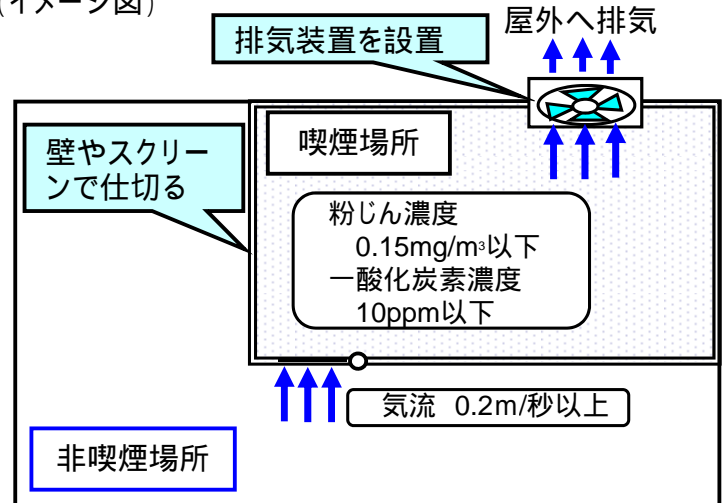 (イメージ図)
屋外へ排気
排気装置を設置
喫煙場所
壁やスクリー
ンで仕切る
粉じん濃度
0.15mg/m³以下
一酸化炭素濃度
10ppm以下
気流 0.2m/秒以上
非喫煙場所